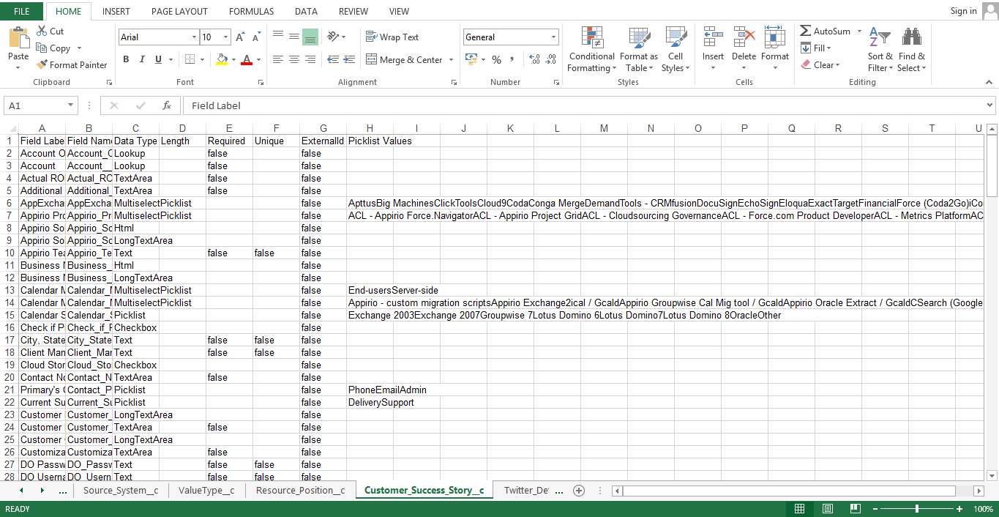 FILE HOME INSERT PAGE LAYOUT FORMULAS DATA REVIEW VIEW Sign in
Paste Cut Copy Format Painter Clipboard
Arial 10 B I U A A A Font
Wrap Text Merge & Center Alignment
General % , Number
Conditional Formatting Format as Table Cell Styles Styles
Insert Delete Format Cells
AutoSum Fill Clear Sort & Filter Find & Select Editing
A1 fx Field Label
A B C D E F G H I J K L M N O P Q R S T U
1 Field Labe Field Name Data Type Length Required Unique ExternalId Picklist Values
2 Account O Account_O Lookup false false
3 Account Account__ Lookup false false
4 Actual RO Actual_RO TextArea false false
5 Additional Additional_ TextArea false false
6 AppExcha AppExcha MultiselectPicklist false ApttusBig MachinesClickToolsCloud9CodaConga MergeDemandTools - CRMfusionDocuSignEchoSignEloquaExactTargetFinancialForce (Coda2Go)iCo
7 Appirio Pro Appirio_Pr MultiselectPicklist false ACL - Appirio Force.NavigatorACL - Appirio Project GridACL - Cloudsourcing GovernanceACL - Force.com Product DeveloperACL - Metrics PlatformAC
8 Appirio So Appirio_Sc Html false
9 Appirio So Appirio_Sc LongTextArea false
10 Appirio Tea Appirio_Te Text false false false
11 Business Business_ Html false
12 Business Business_ LongTextArea false
13 Calendar M Calendar_M MultiselectPicklist false End-usersServer-side
14 Calendar M Calendar_M MultiselectPicklist false Appirio - custom migration scriptsAppirio Exchange2ical / GcaldAppirio Groupwise Cal Mig tool / GcaldAppirio Oracle Extract / GcaldCSearch (Google
15 Calendar S Calendar_S Picklist false Exchange 2003Exchange 2007Groupwise 7Lotus Domino 6Lotus Domino7Lotus Domino 8OracleOther
16 Check if P Check_if_P Checkbox false
17 City, State City_State Text false false false
18 Client Man Client_Mar Text false false false
19 Cloud Stor Cloud_Sto Checkbox false
20 Contact No Contact_N TextArea false false
21 Primary's C Contact_P Picklist false PhoneEmailAdmin
22 Current Su Current_Su Picklist false DeliverySupport
23 Customer Customer_ LongTextArea false
24 Customer Customer_ TextArea false false
25 Customer Customer_ LongTextArea false
26 Customiza Customiza TextArea false false
27 DO Passw DO_Passw Text false false false
28 DO Userna DO_Usern Text false false false
... Source_System__c ValueType__c Resource_Position__c Customer_Success_Story__c Twitter_De ...
READY 100%